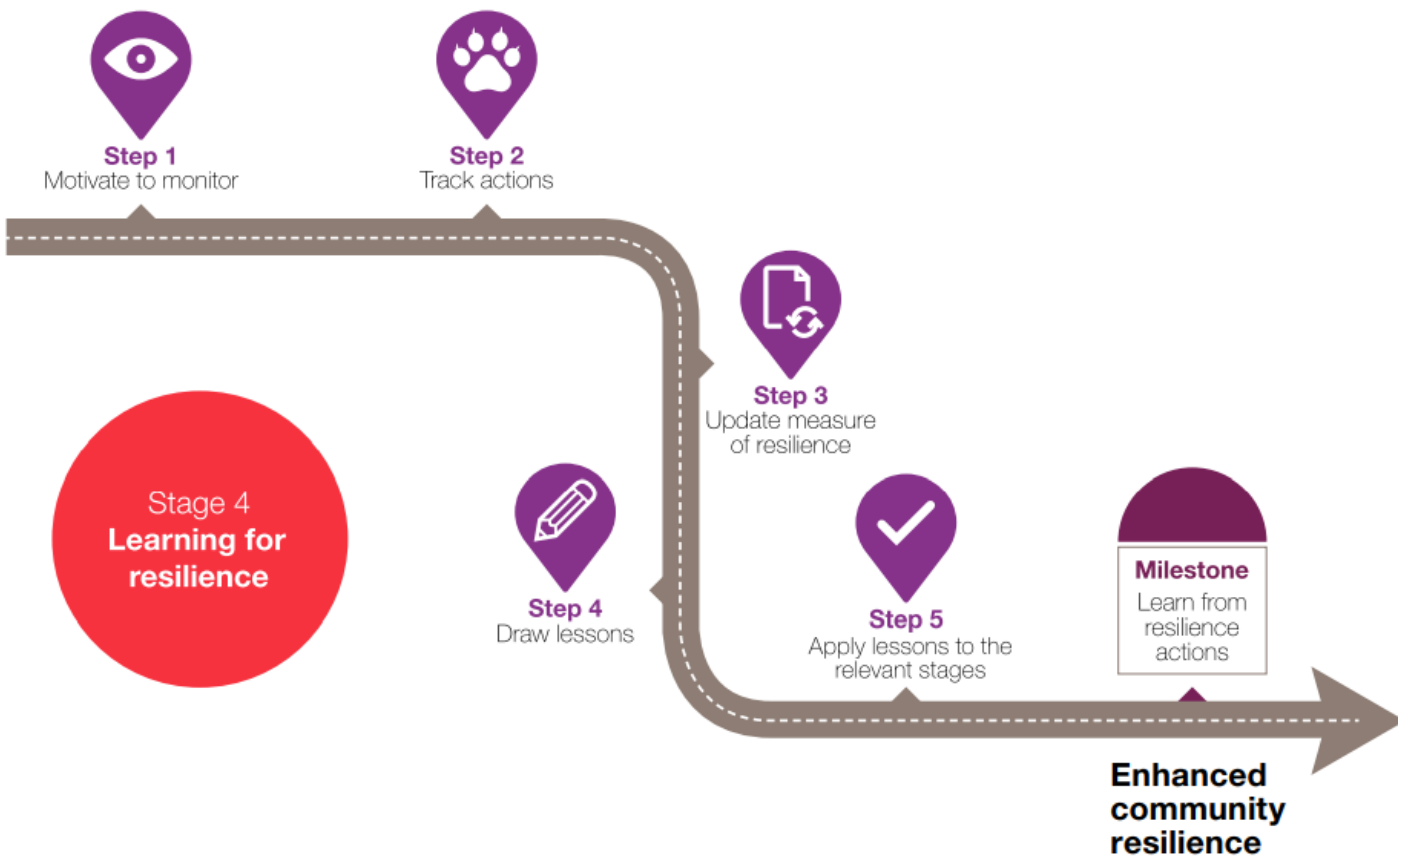 Step 1
Motivate to monitor
Step 2
Track actions
Step 3
Update measure
of resilience
Stage 4
Learning for
resilience
Step 4
Draw lessons
Step 5
Apply lessons to the
relevant stages
Milestone
Learn from
resilience
actions
Enhanced
community
resilience